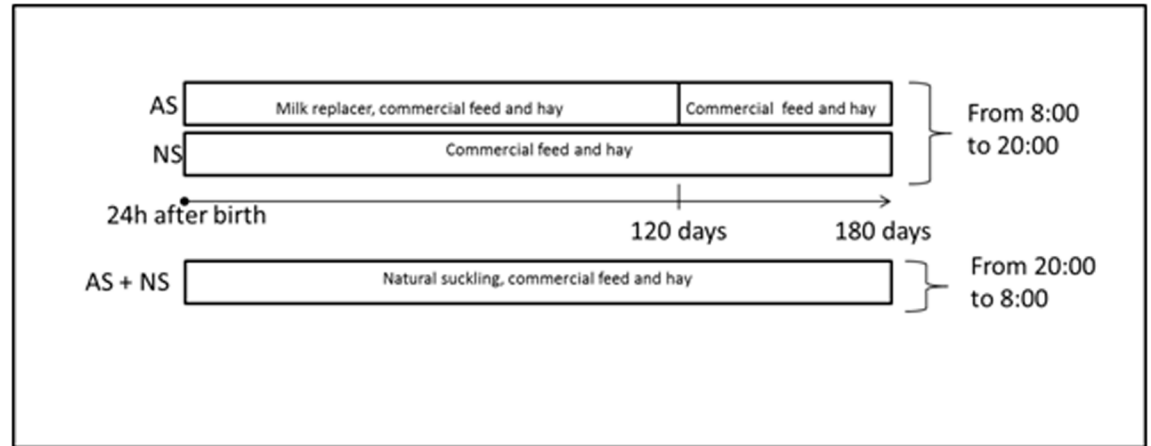 AS
Milk replacer, commercial feed and hay
Commercial feed and hay
From 8:00
to 20:00
NS
Commercial feed and hay
24h after birth
120 days
180 days
AS + NS
Natural suckling, commercial feed and hay
From 20:00
to 8:00